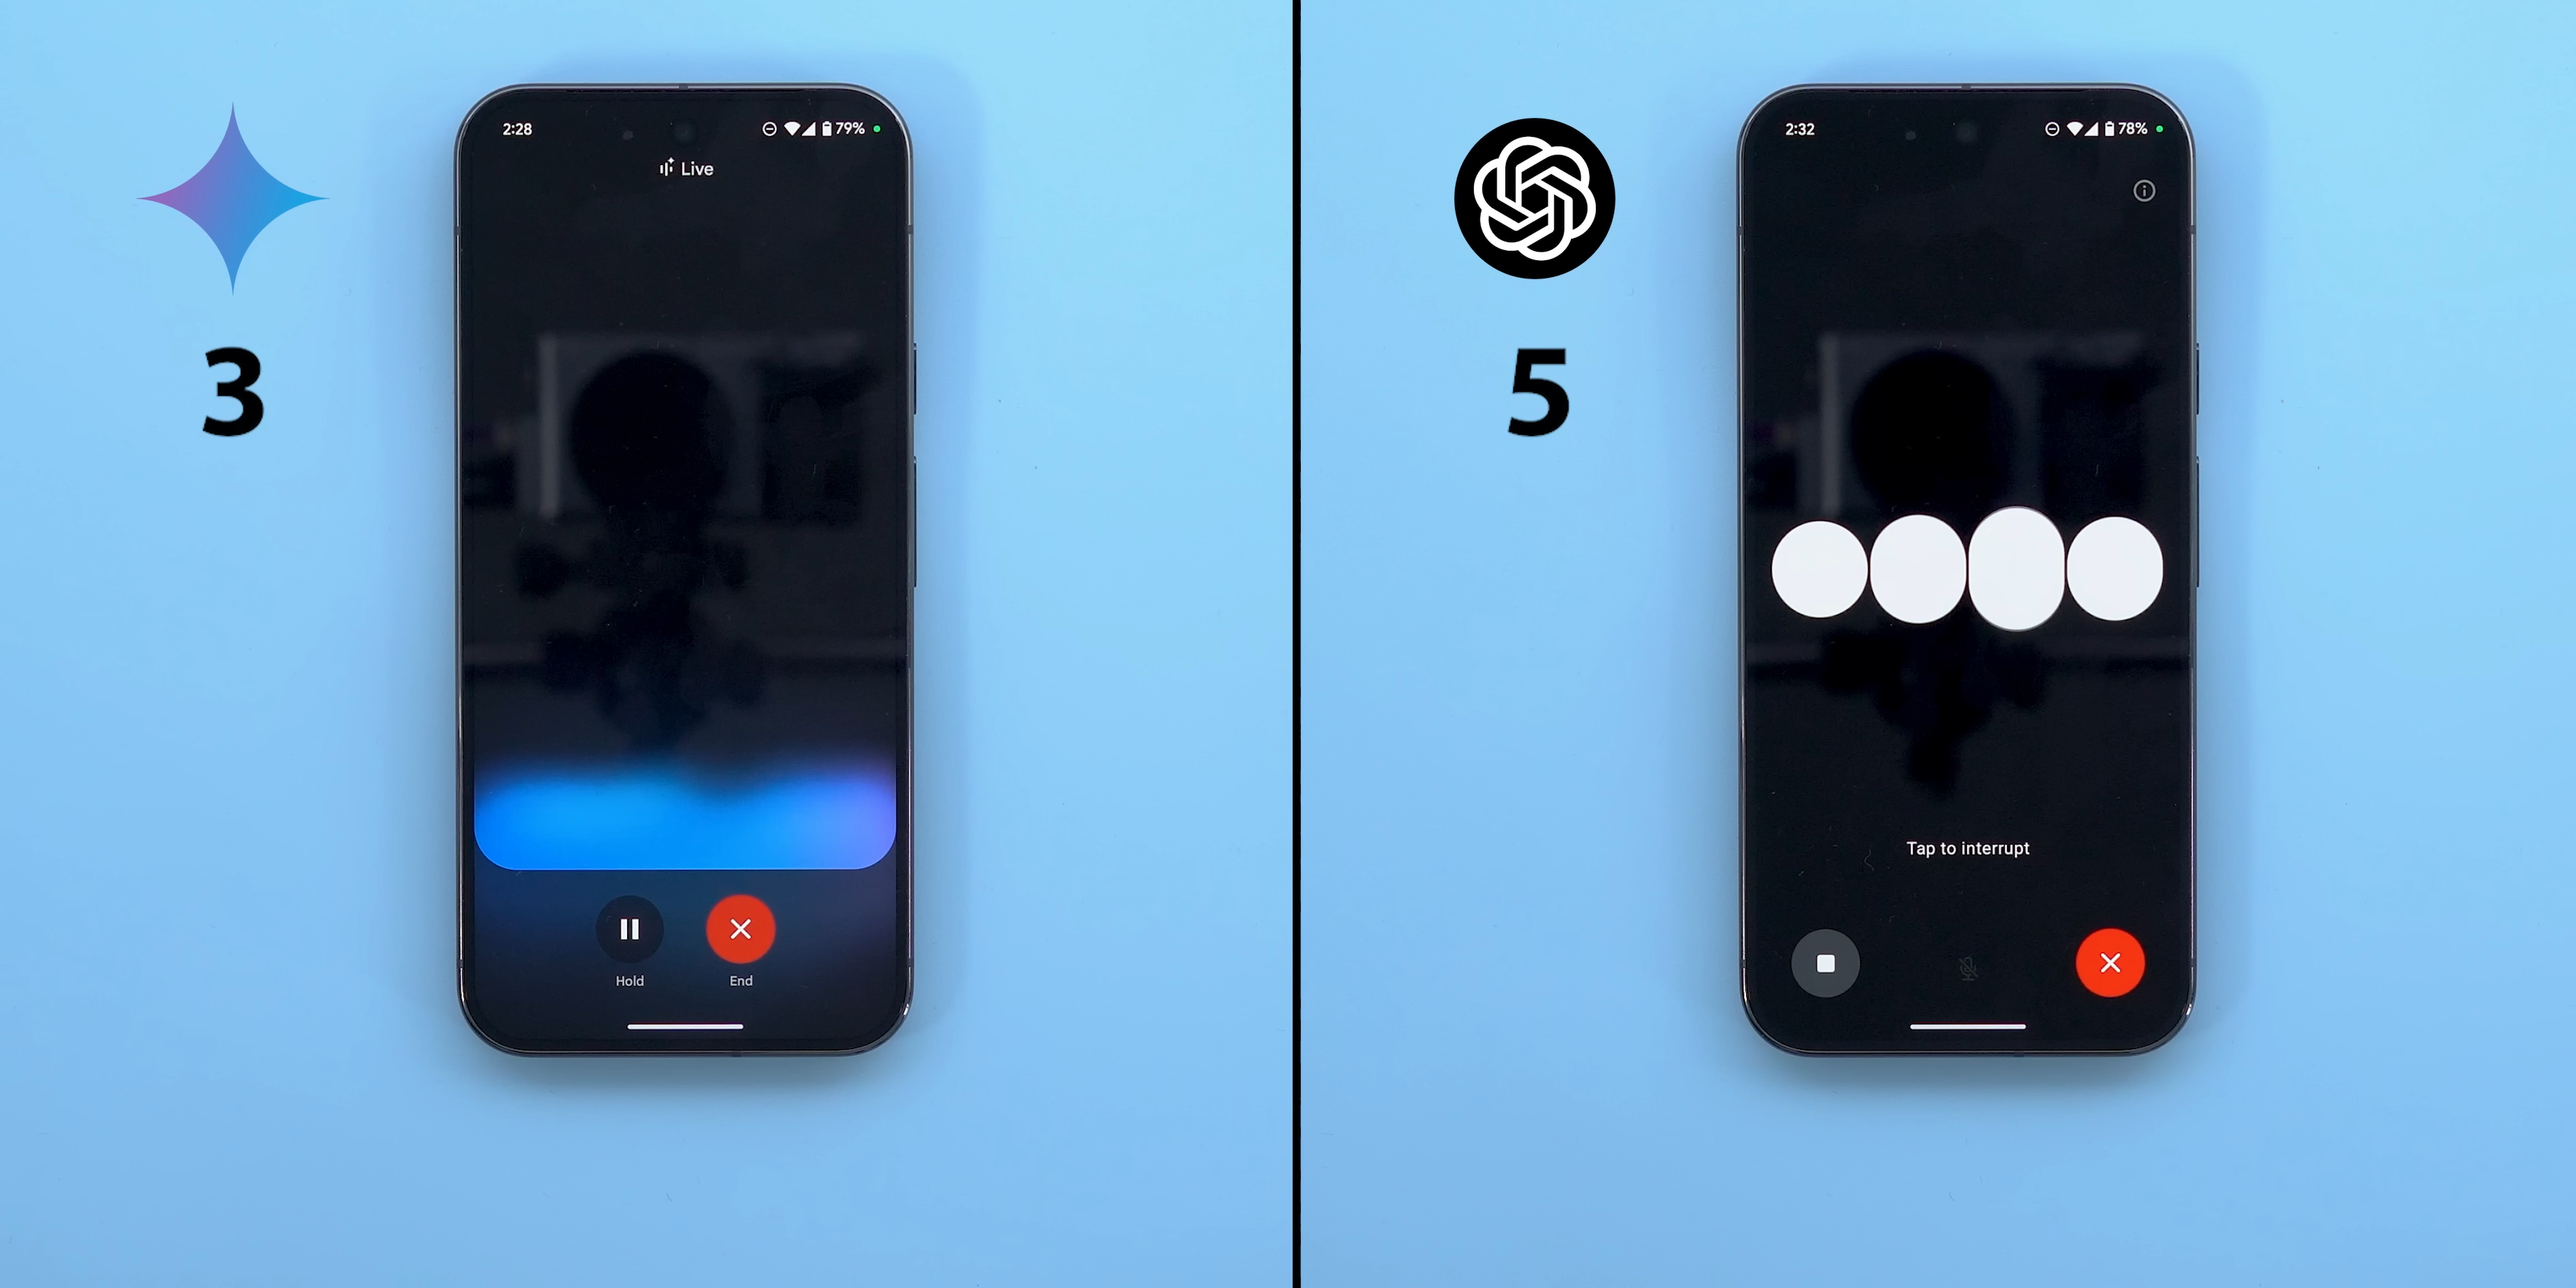 3
2:28
79%
Live
Hold
End
5
2:32
78%
Tap to interrupt